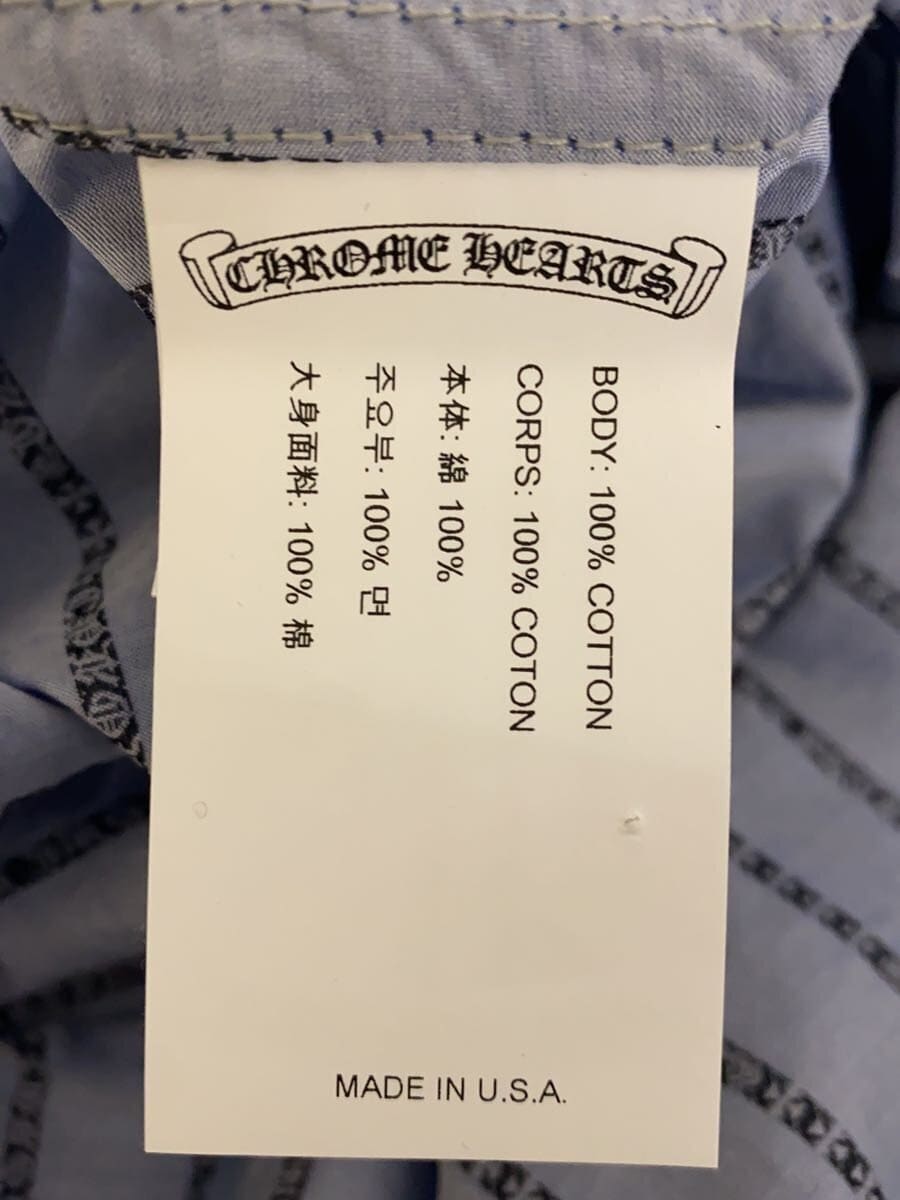 CHROME HEARTS
BODY: 100% COTTON
CORPS: 100% COTON
本体: 綿 100%
주요부: 100% 면
大身面料: 100% 棉
MADE IN U.S.A.